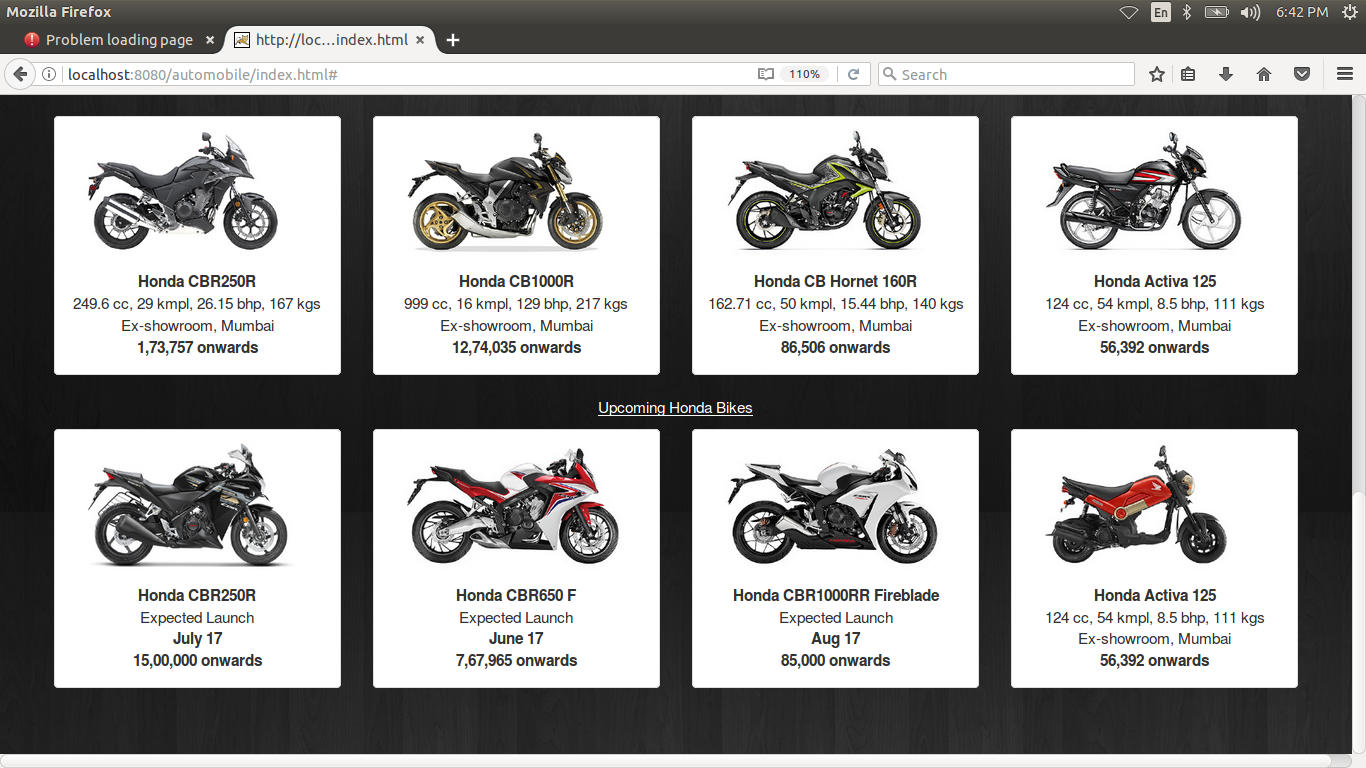 Mozilla Firefox
En
6:42 PM
Problem loading page
http://loc...index.html
localhost:8080/automobile/index.html#
110%
Search
Honda CBR250R
249.6 cc, 29 kmpl, 26.15 bhp, 167 kgs
Ex-showroom, Mumbai
1,73,757 onwards
Honda CB1000R
999 cc, 16 kmpl, 129 bhp, 217 kgs
Ex-showroom, Mumbai
12,74,035 onwards
Honda CB Hornet 160R
162.71 cc, 50 kmpl, 15.44 bhp, 140 kgs
Ex-showroom, Mumbai
86,506 onwards
Honda Activa 125
124 cc, 54 kmpl, 8.5 bhp, 111 kgs
Ex-showroom, Mumbai
56,392 onwards
Upcoming Honda Bikes
Honda CBR250R
Expected Launch
July 17
15,00,000 onwards
Honda CBR650 F
Expected Launch
June 17
7,67,965 onwards
Honda CBR1000RR Fireblade
Expected Launch
Aug 17
85,000 onwards
Honda Activa 125
124 cc, 54 kmpl, 8.5 bhp, 111 kgs
Ex-showroom, Mumbai
56,392 onwards